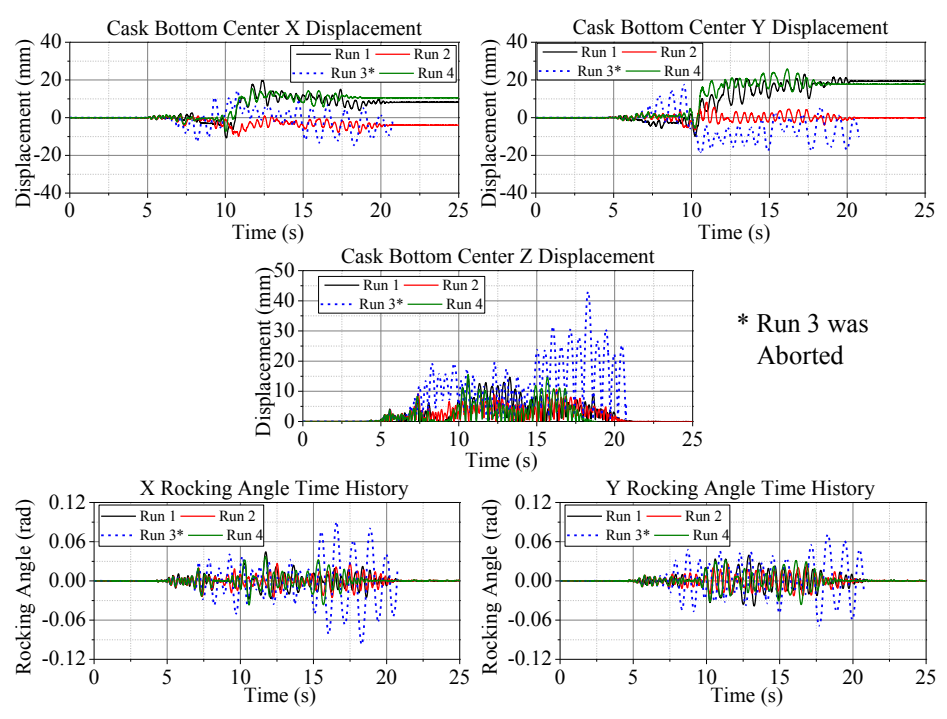 Cask Bottom Center X Displacement
Displacement (mm)
40
20
0
-20
-40
Run 1
Run 2
Run 3*
Run 4
0 5 10 15 20 25
Time (s)
Cask Bottom Center Y Displacement
Displacement (mm)
40
20
0
-20
-40
Run 1
Run 2
Run 3*
Run 4
0 5 10 15 20 25
Time (s)
Cask Bottom Center Z Displacement
Displacement (mm)
50
40
30
20
10
0
Run 1
Run 2
Run 3*
Run 4
0 5 10 15 20 25
Time (s)
* Run 3 was
Aborted
X Rocking Angle Time History
Rocking Angle (rad)
0.12
0.06
0.00
-0.06
-0.12
Run 1
Run 2
Run 3*
Run 4
0 5 10 15 20 25
Time (s)
Y Rocking Angle Time History
Rocking Angle (rad)
0.12
0.06
0.00
-0.06
-0.12
Run 1
Run 2
Run 3*
Run 4
0 5 10 15 20 25
Time (s)